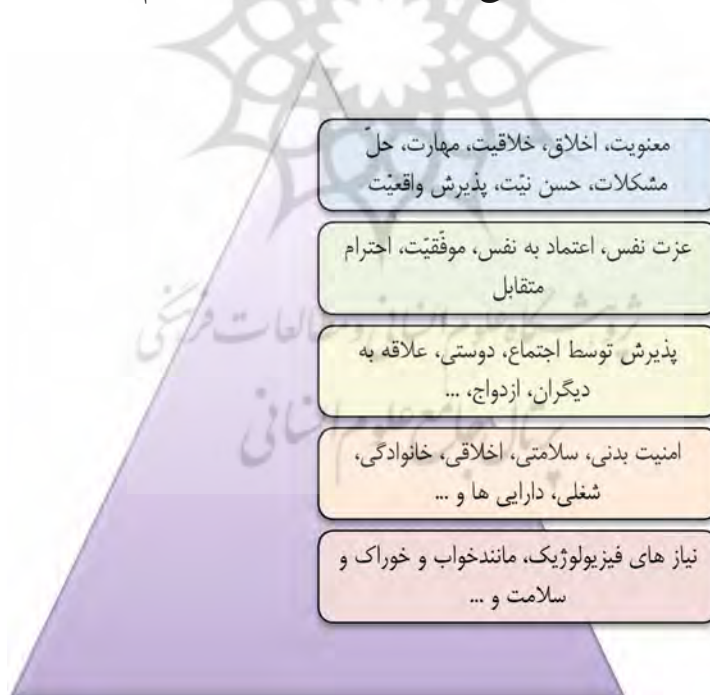 معنویت، اخلاق، خلاقیت، مهارت، حلّ
مشکلات، حسن نیّت، پذیرش واقعیّت
عزت نفس، اعتماد به نفس، موفّقیّت، احترام
متقابل
پذیرش توسط اجتماع، دوستی، علاقه به
دیگران، ازدواج، ...
امنیت بدنی، سلامتی، اخلاقی، خانوادگی،
شغلی، دارایی ها و ...
نیاز های فیزیولوژیک، مانندخواب و خوراک و
سلامت و ...